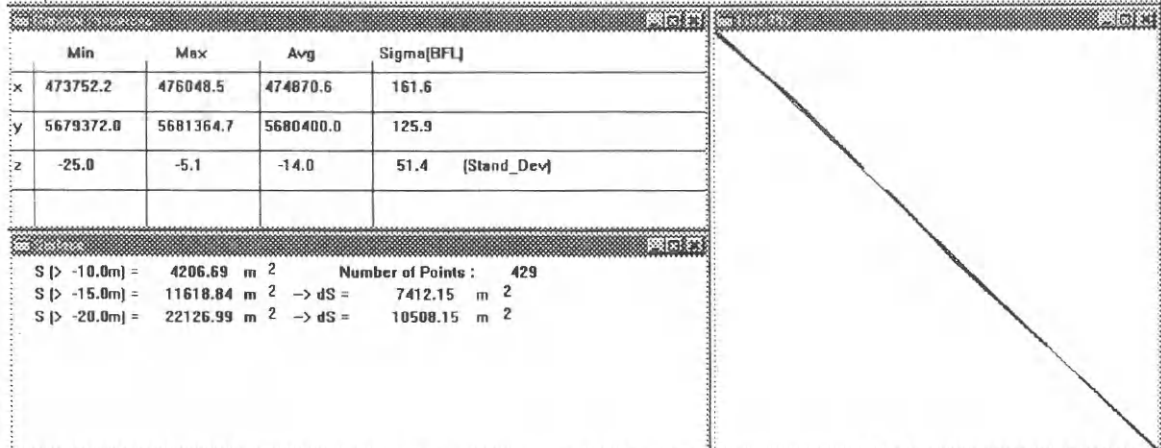 Min Max Avg Sigma(BFL)
x 473752.2 476048.5 474870.6 161.6
y 5679372.0 5681364.7 5680400.0 125.9
z -25.0 -5.1 -14.0 51.4 (Stand_Dev)
S (> -10.0m) = 4206.69 m 2 Number of Points : 429
S (> -15.0m) = 11618.84 m 2 -> dS = 7412.15 m 2
S (> -20.0m) = 22126.99 m 2 -> dS = 10508.15 m 2